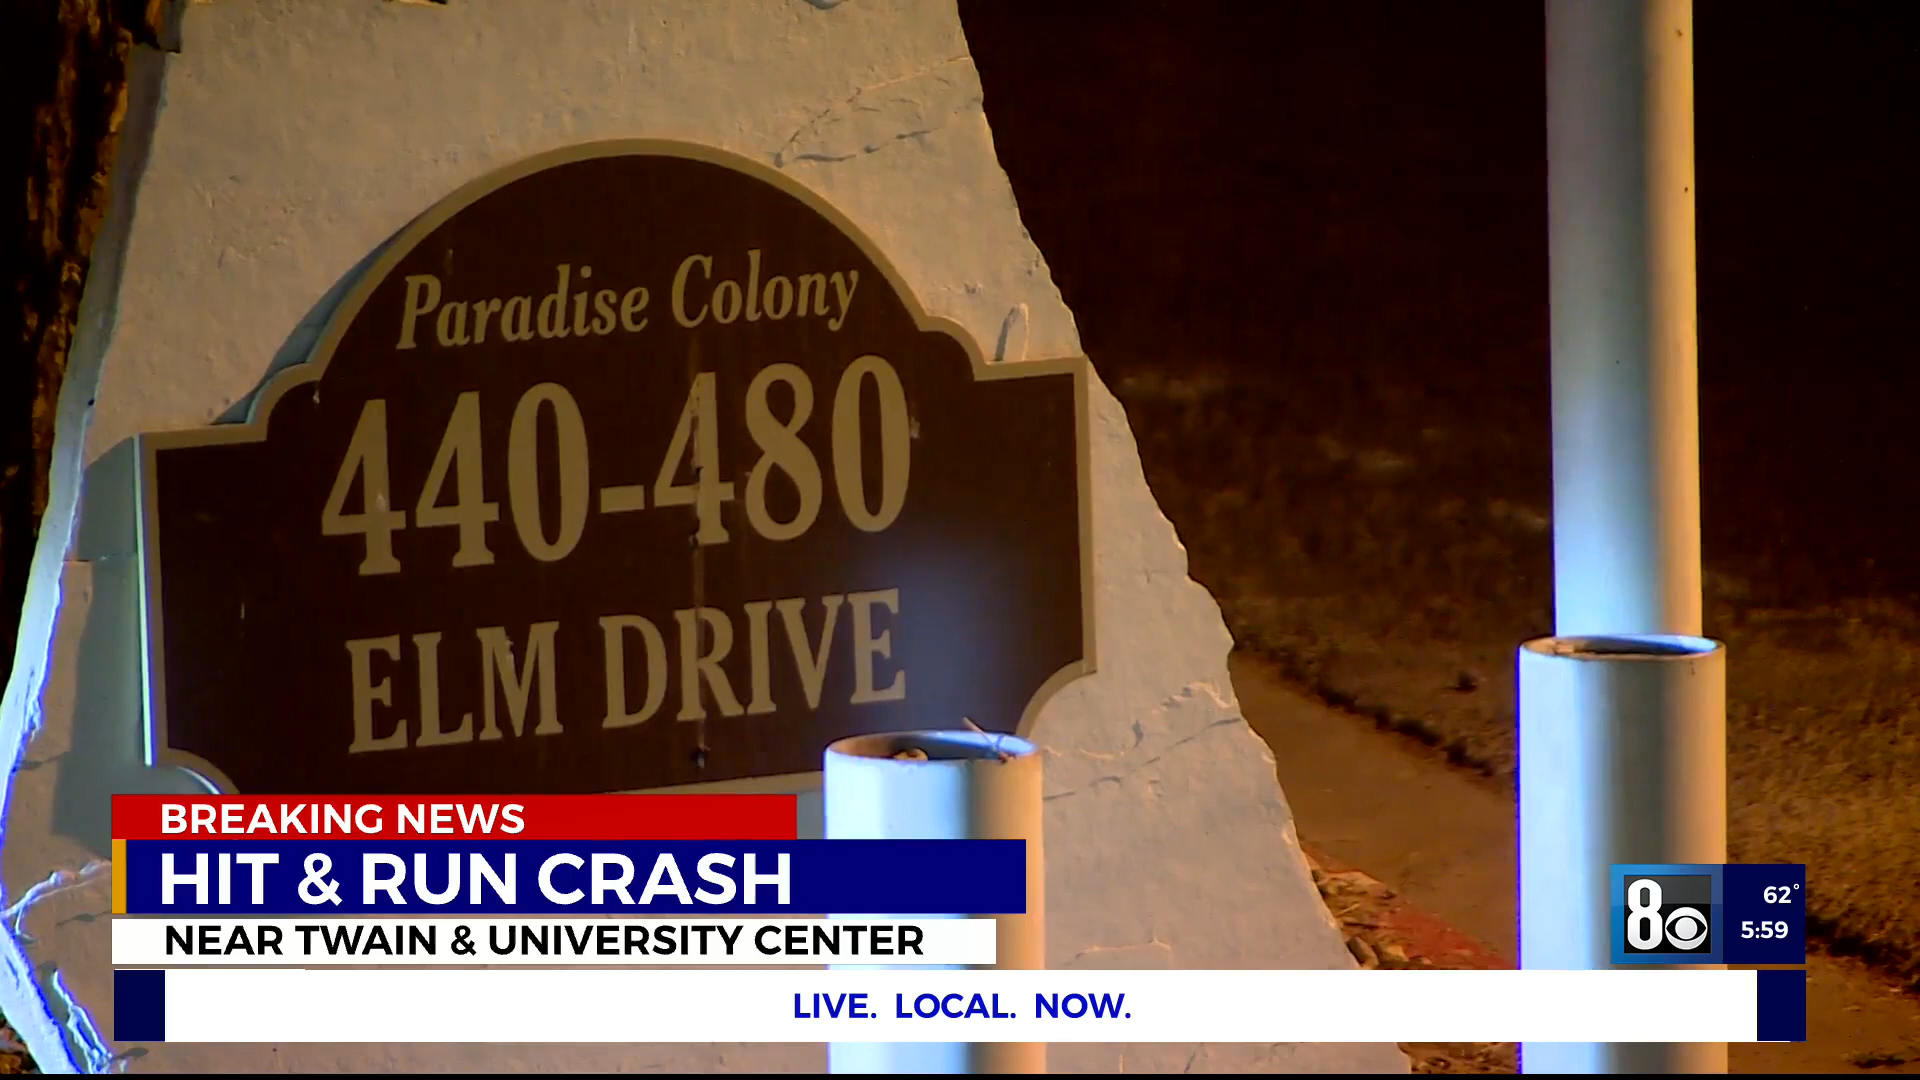 Paradise Colony
440-480
ELM DRIVE
BREAKING NEWS
HIT & RUN CRASH
NEAR TWAIN & UNIVERSITY CENTER
8
62°
5:59
LIVE. LOCAL. NOW.